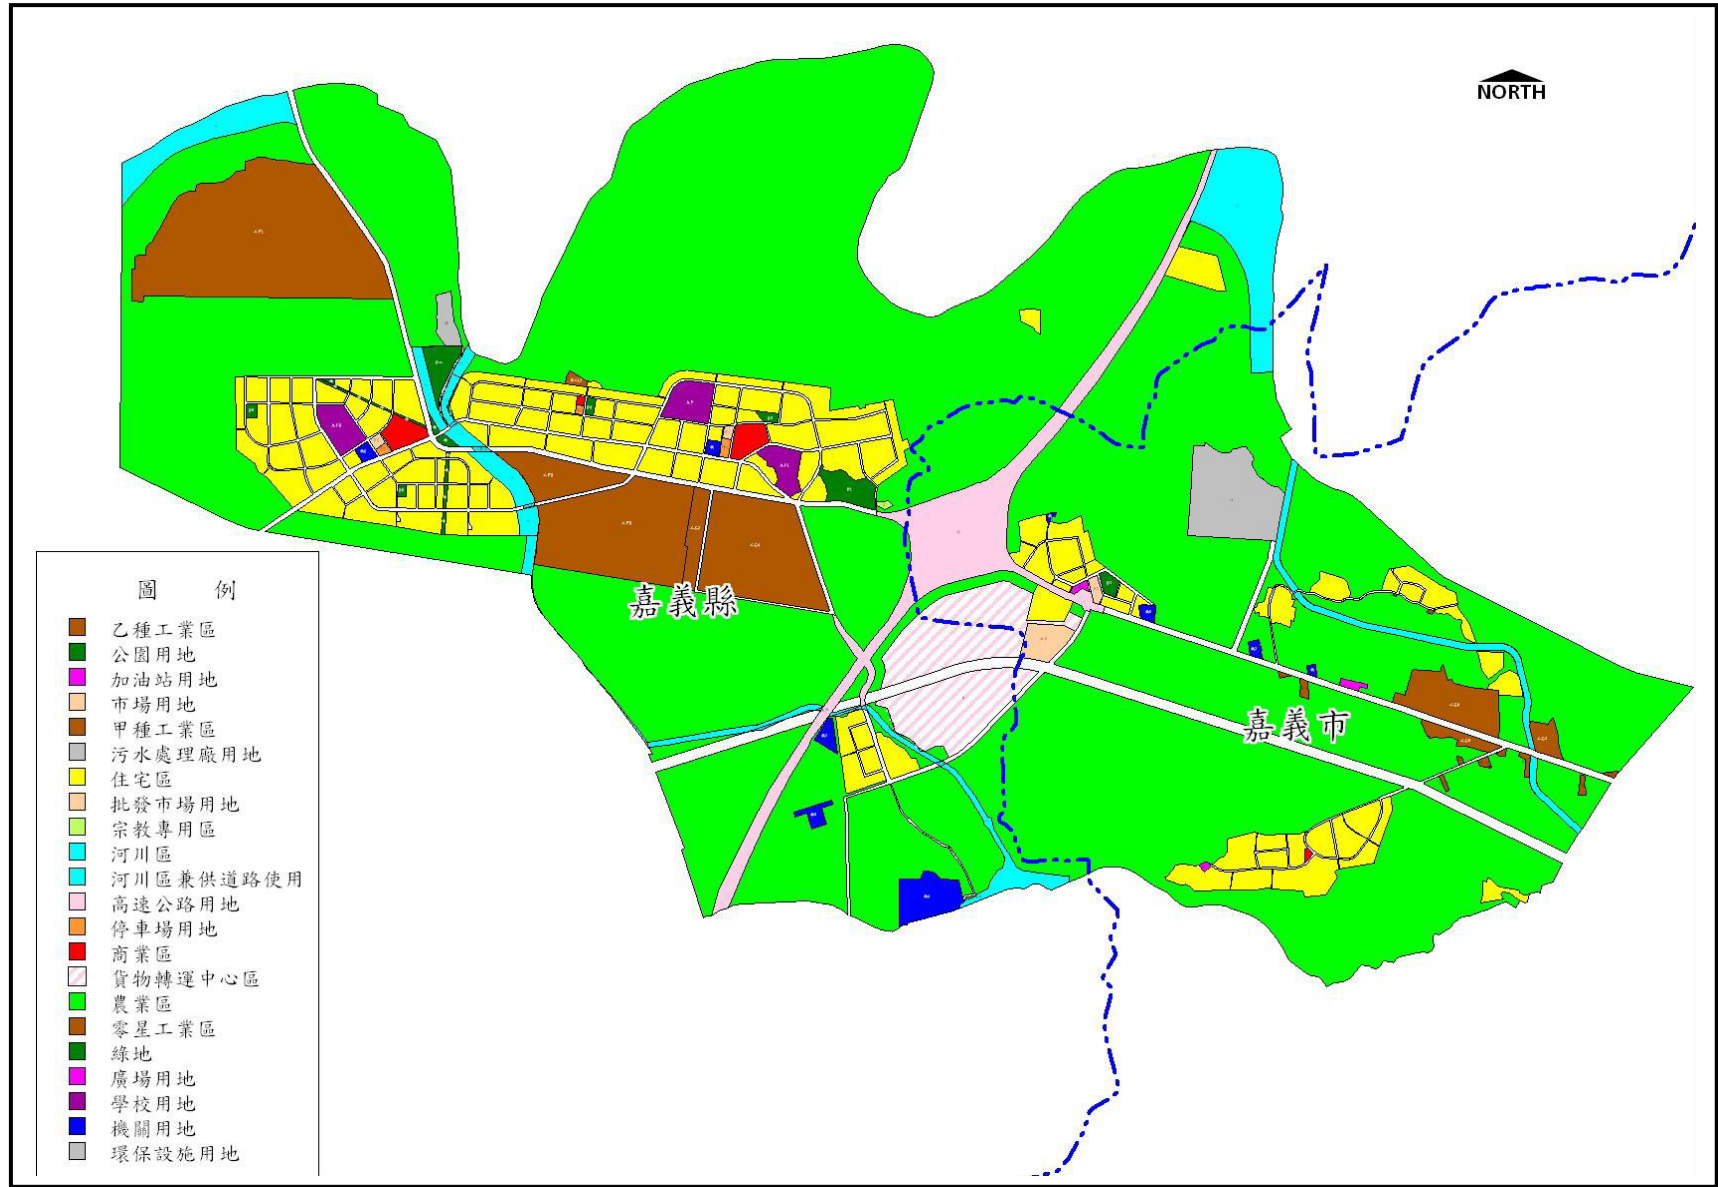 NORTH
嘉義縣
嘉義市
圖 例
乙種工業區
公園用地
加油站用地
市場用地
甲種工業區
污水處理廠用地
住宅區
批發市場用地
宗教專用區
河川區
河川區兼供道路使用
高速公路用地
停車場用地
商業區
貨物轉運中心區
農業區
零星工業區
綠地
廣場用地
學校用地
機關用地
環保設施用地